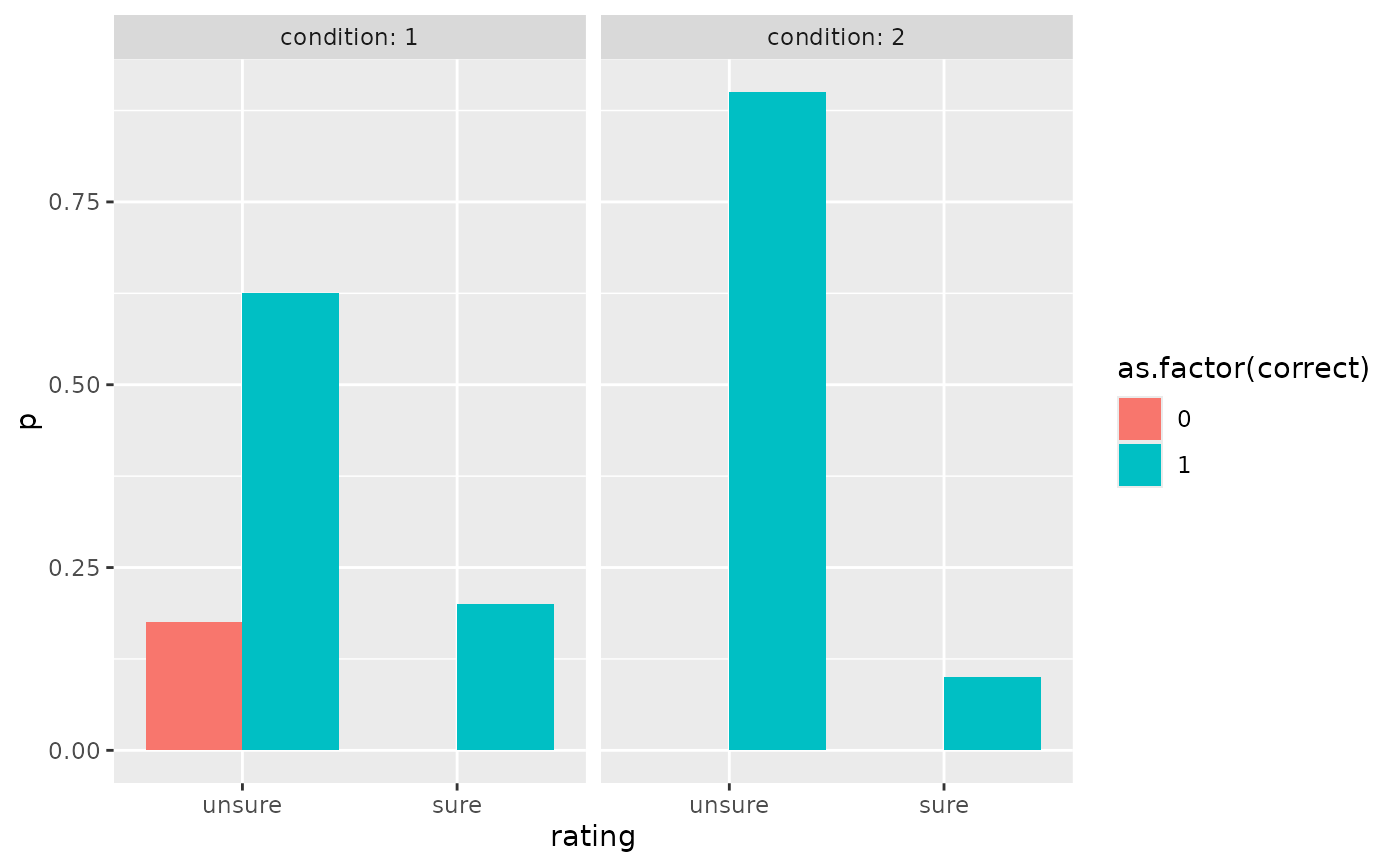 condition: 1
condition: 2
0.75
0.50
0.25
0.00
p
unsure
sure
unsure
sure
rating
as.factor(correct)
0
1